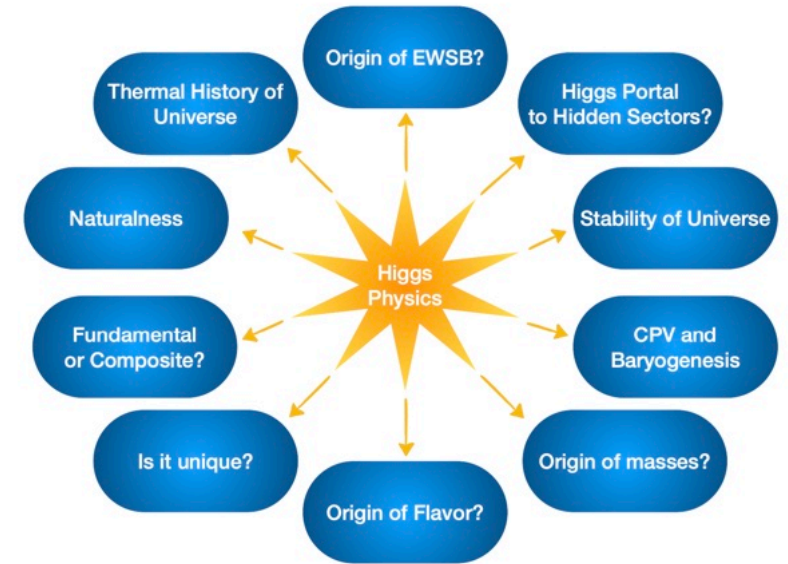 Origin of EWSB?
Thermal History of
Universe
Higgs Portal
to Hidden Sectors?
Naturalness
Stability of Universe
Higgs
Physics
Fundamental
or Composite?
CPV and
Baryogenesis
Is it unique?
Origin of masses?
Origin of Flavor?